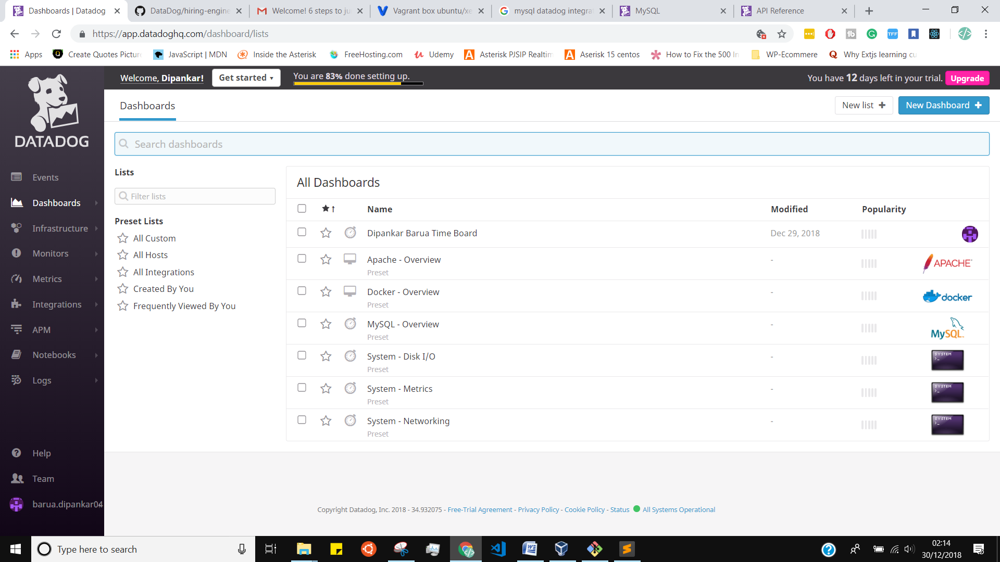 Dashboards | Datadog
DataDog/hiring-engine
Welcome! 6 steps to ju
Vagrant box ubuntu/xe
mysql datadog integrat
MySQL
API Reference
https://app.datadoghq.com/dashboard/lists
Apps
Create Quotes Picture
JavaScript | MDN
Inside the Asterisk
FreeHosting.com
Udemy
Asterisk PJSIP Realtim
Aserisk 15 centos
How to Fix the 500 In
WP-Ecommere
Why Extjs learning cu
Welcome, Dipankar!
Get started
You are 83% done setting up.
You have 12 days left in your trial.
Upgrade
DATADOG
Events
Dashboards
Infrastructure
Monitors
Metrics
Integrations
APM
Notebooks
Logs
Help
Team
barua.dipankar04
Dashboards
New list +
New Dashboard +
Search dashboards
Lists
Filter lists
Preset Lists
All Custom
All Hosts
All Integrations
Created By You
Frequently Viewed By You
All Dashboards
Name Modified Popularity
Dipankar Barua Time Board Dec 29, 2018
Apache - Overview - APACHE
Preset
Docker - Overview - docker
Preset
MySQL - Overview - MySQL
Preset
System - Disk I/O - SYSTEM
Preset
System - Metrics - SYSTEM
Preset
System - Networking - SYSTEM
Preset
Copyright Datadog, Inc. 2018 - 34.932075 - Free-Trial Agreement - Privacy Policy - Cookie Policy - Status All Systems Operational
Type here to search
02:14
30/12/2018